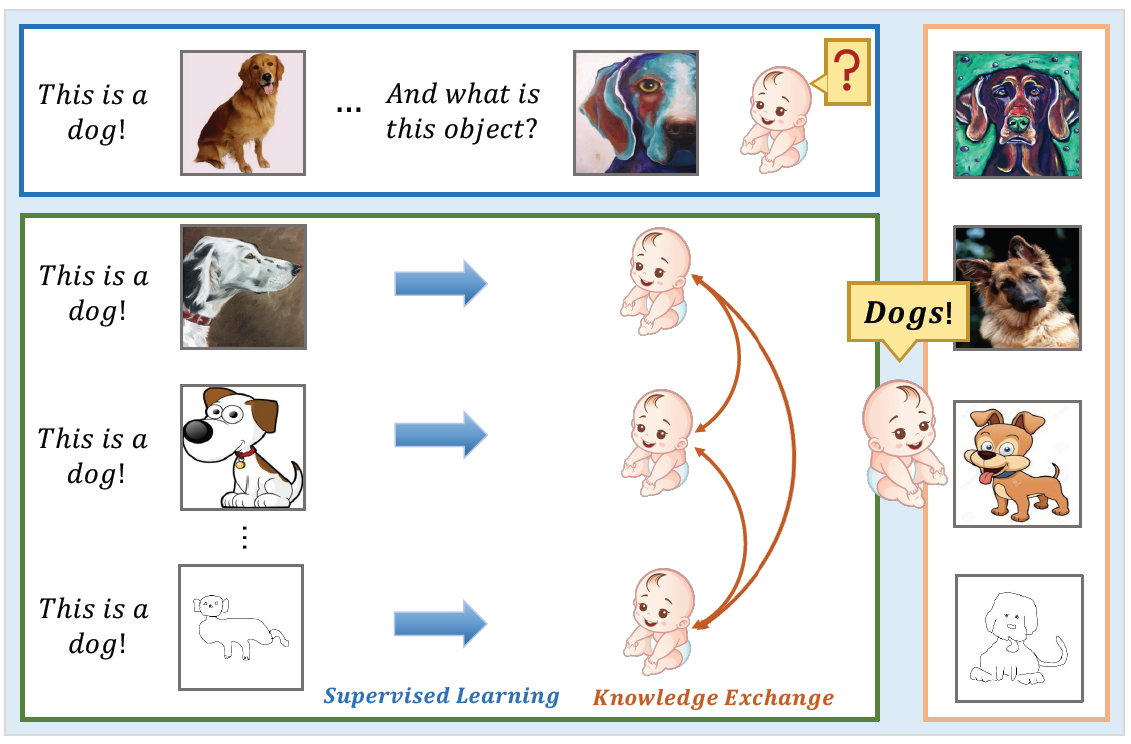 This is a
dog!
...
And what is
this object?
?
This is a
dog!
Dogs!
This is a
dog!
This is a
dog!
Supervised Learning
Knowledge Exchange